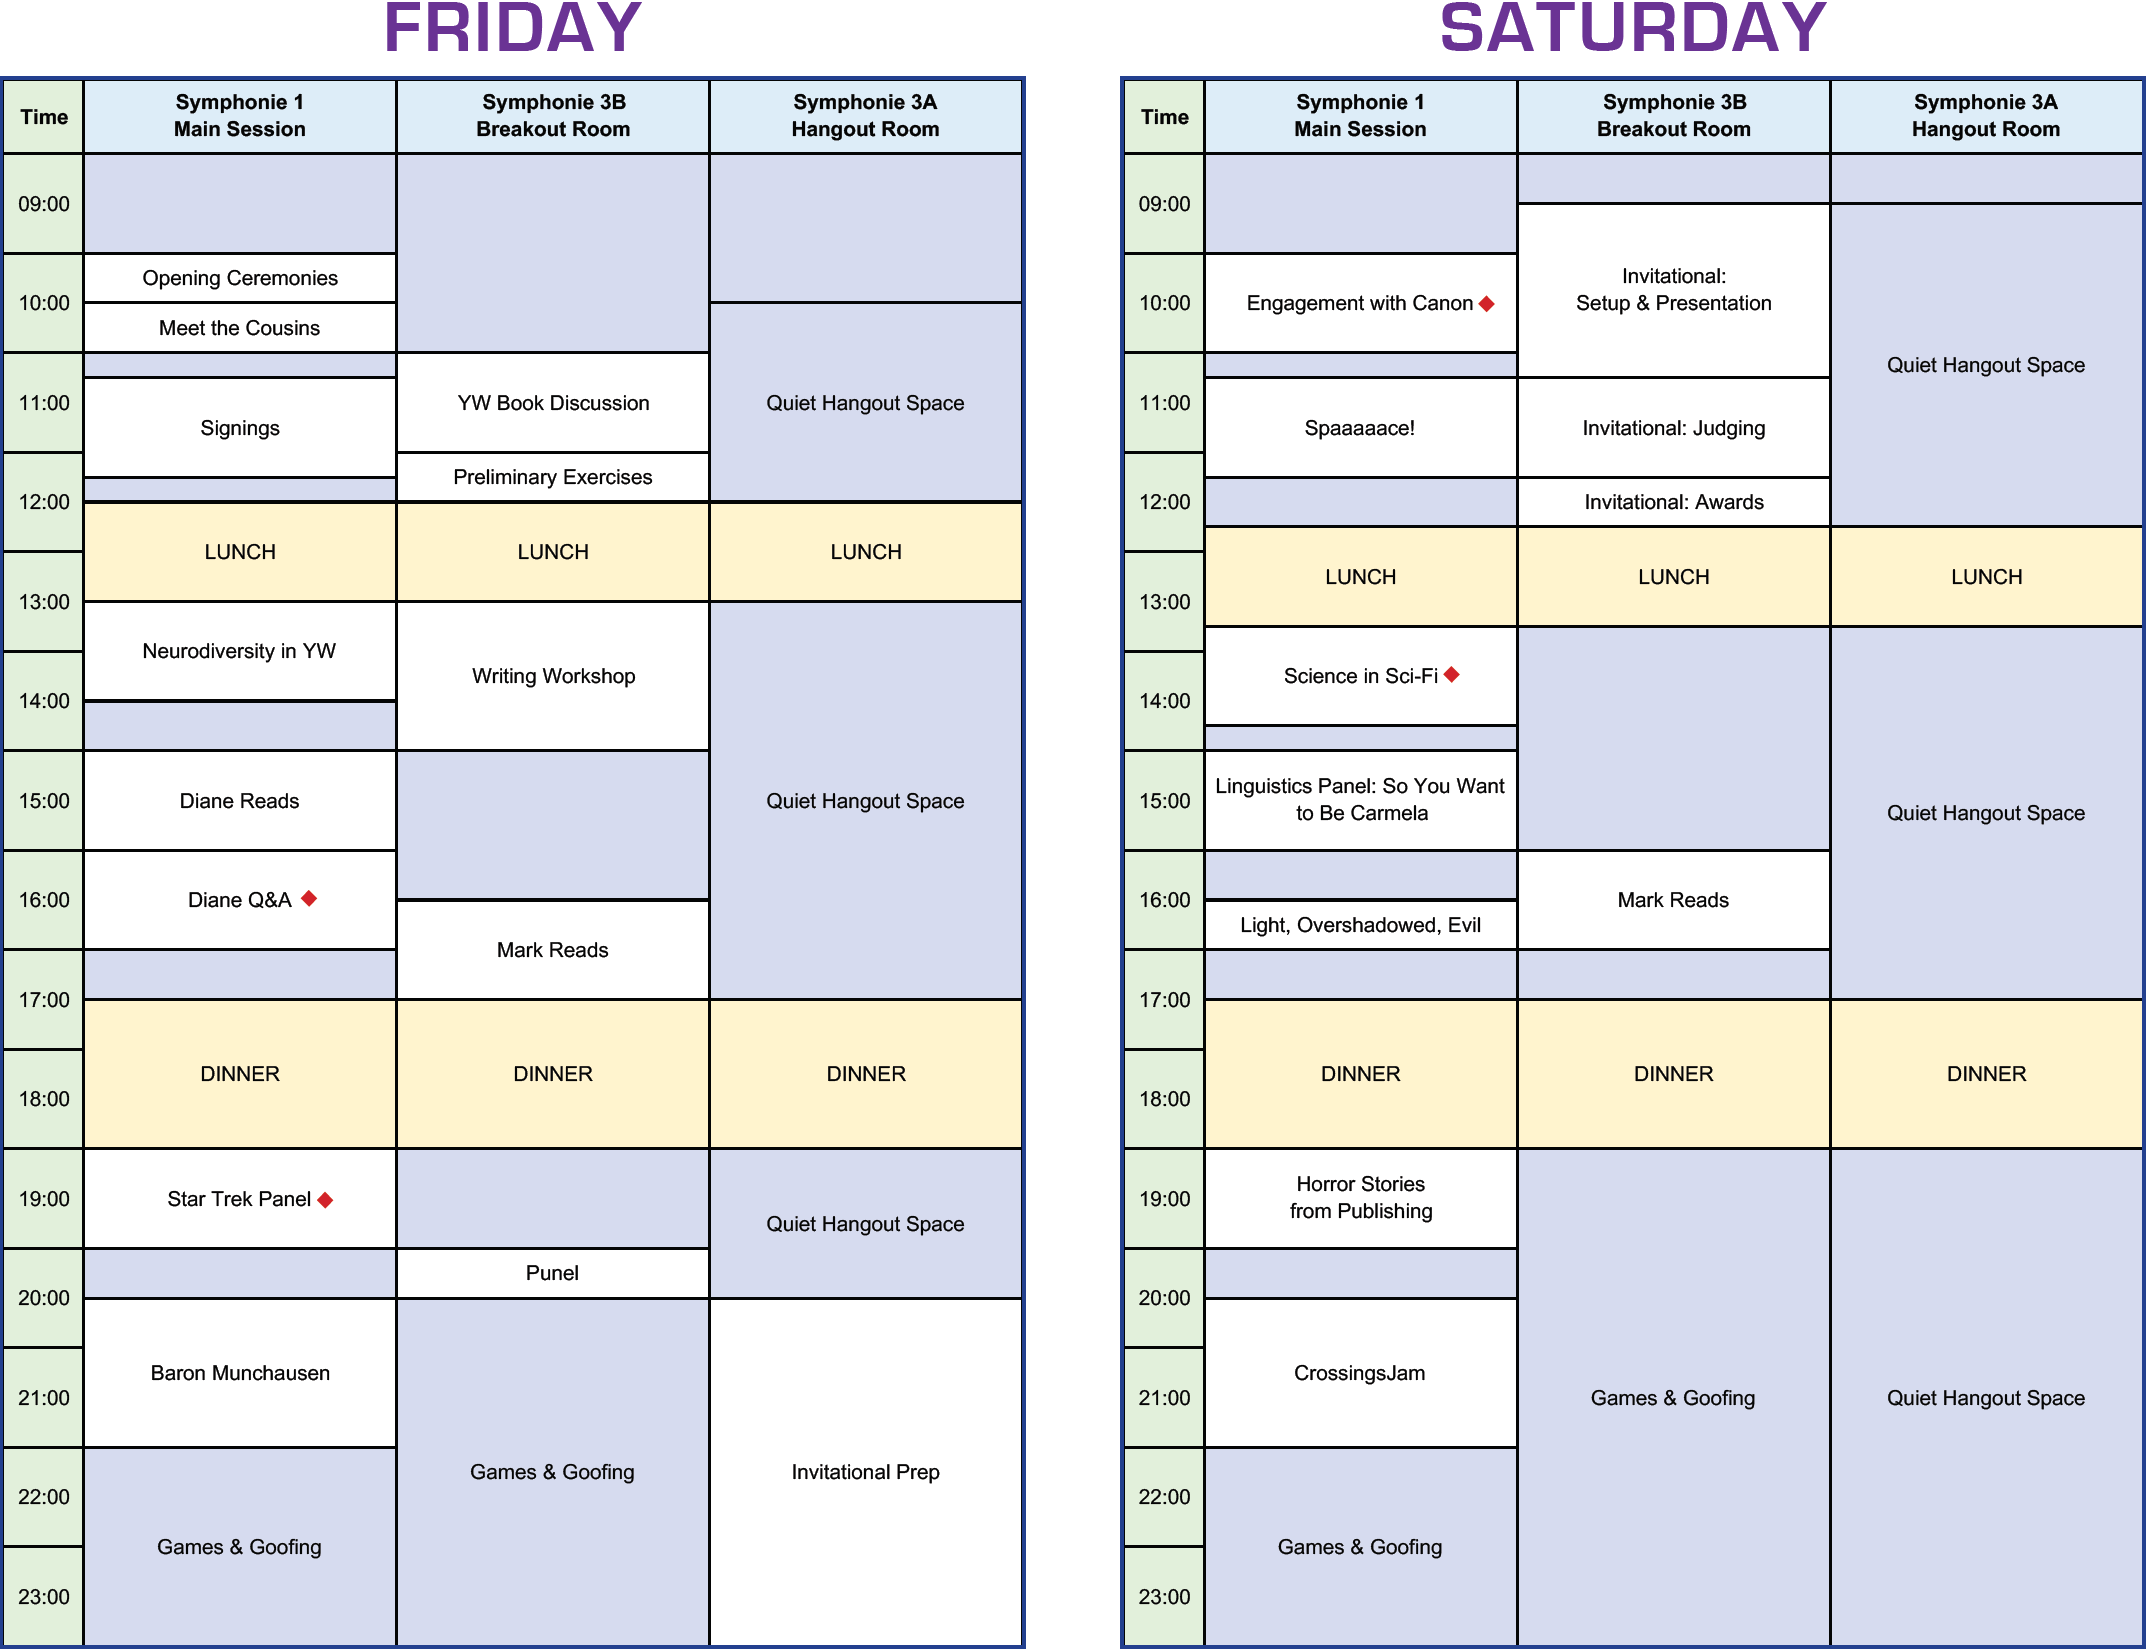 FRIDAY
Time
Symphonie 1
Main Session
Symphonie 3B
Breakout Room
Symphonie 3A
Hangout Room
09:00
Opening Ceremonies
10:00
Meet the Cousins
11:00
YW Book Discussion
Quiet Hangout Space
Signings
Preliminary Exercises
12:00
LUNCH
LUNCH
LUNCH
13:00
Neurodiversity in YW
Writing Workshop
14:00
Diane Reads
15:00
Quiet Hangout Space
Diane Q&A
16:00
Mark Reads
17:00
DINNER
DINNER
DINNER
18:00
Star Trek Panel
19:00
Quiet Hangout Space
Punel
20:00
Baron Munchausen
21:00
Games & Goofing
Invitational Prep
22:00
Games & Goofing
23:00
SATURDAY
Time
Symphonie 1
Main Session
Symphonie 3B
Breakout Room
Symphonie 3A
Hangout Room
09:00
Invitational:
Setup & Presentation
10:00
Engagement with Canon
Quiet Hangout Space
11:00
Spaaaaace!
Invitational: Judging
12:00
Invitational: Awards
LUNCH
LUNCH
LUNCH
13:00
Science in Sci-Fi
14:00
Linguistics Panel: So You Want
to Be Carmela
15:00
Quiet Hangout Space
16:00
Mark Reads
Light, Overshadowed, Evil
17:00
DINNER
DINNER
DINNER
18:00
Horror Stories
from Publishing
19:00
20:00
CrossingsJam
21:00
Games & Goofing
Quiet Hangout Space
22:00
Games & Goofing
23:00